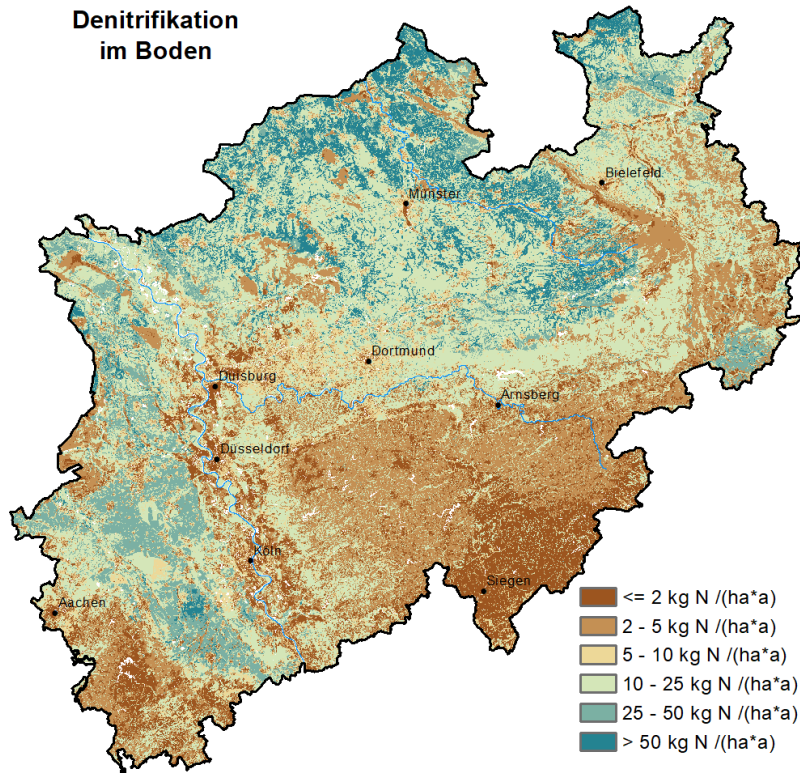 Denitrifikation
im Boden
Bielefeld
Münster
Dortmund
Duisburg
Arnsberg
Düsseldorf
Köln
Siegen
Aachen
<= 2 kg N /(ha*a)
2 - 5 kg N /(ha*a)
5 - 10 kg N /(ha*a)
10 - 25 kg N /(ha*a)
25 - 50 kg N /(ha*a)
> 50 kg N /(ha*a)